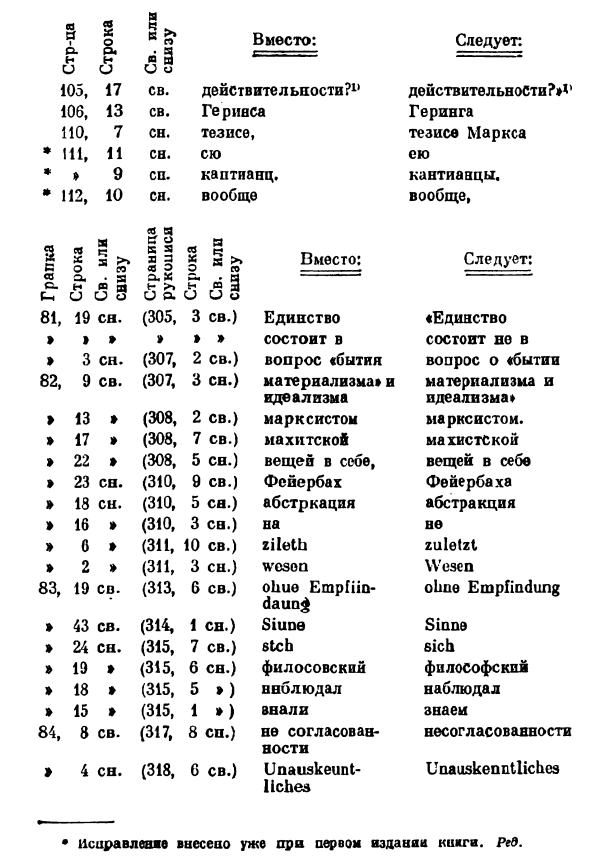 Стр-ца Строка Св. или снизу Вместо: Следует:
105, 17 св. действительности?¹⁾ действительности?»¹⁾
106, 13 св. Геринса Геринга
110, 7 сн. тезисе, тезисе Маркса
* 111, 11 сн. сю ею
* » 9 сн. кантианц. кантианцы.
* 112, 10 сн. вообще вообще,
Гранка Строка Св. или снизу Страница рукописи Строка Св. или снизу Вместо: Следует:
81, 19 сн. (305, 3 св.) Единство «Единство
» » » » » » состоит в состоит не в
» 3 сн. (307, 2 св.) вопрос «бытия вопрос о «бытии
82, 9 св. (307, 3 сн.) материализма» и материализма и
идеализма идеализма»
» 13 » (308, 2 св.) марксистом марксистом.
» 17 » (308, 7 св.) махитской махистской
» 22 » (308, 5 сн.) вещей в себе, вещей в себе
» 23 сн. (310, 9 св.) Фейербах Фейербаха
» 18 сн. (310, 5 сн.) абстркация абстракция
» 16 » (310, 3 сн.) на не
» 6 » (311, 10 св.) zileth zuletzt
» 2 » (311, 3 сн.) wesen Wesen
83, 19 св. (313, 6 св.) ohue Empfiin- ohne Empfindung
daung
» 43 св. (314, 1 сн.) Siune Sinne
» 24 сн. (315, 7 св.) stch sich
» 19 » (315, 6 сн.) филосовский философский
» 18 » (315, 5 ») ниблюдал наблюдал
» 15 » (315, 1 ») знали знаем
84, 8 св. (317, 8 сн.) не согласован- несогласованности
ности
» 4 сн. (318, 6 св.) Unauskeunt- Unauskenntliches
liches
* Исправление внесено уже при первом издании книги. Ред.